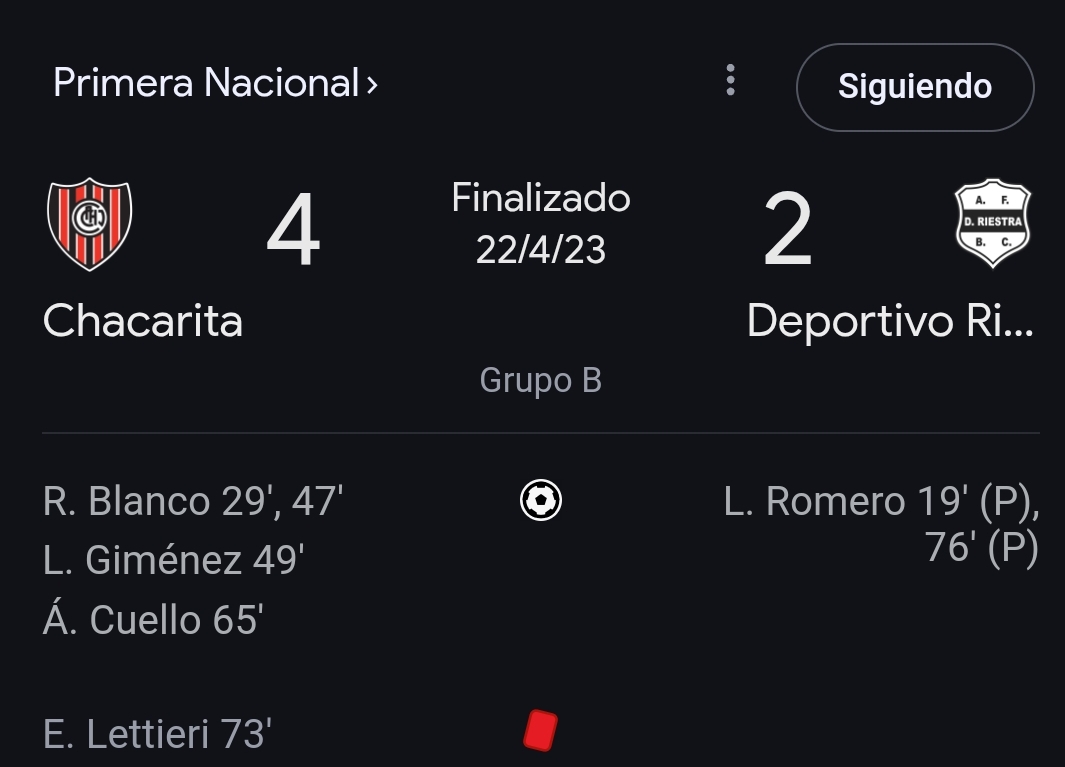 Primera Nacional ›
Siguiendo
4
Finalizado
22/4/23
2
A. F.
D. RIESTRA
B. C.
Chacarita
Deportivo Ri...
Grupo B
R. Blanco 29', 47'
L. Giménez 49'
Á. Cuello 65'
L. Romero 19' (P),
76' (P)
E. Lettieri 73'